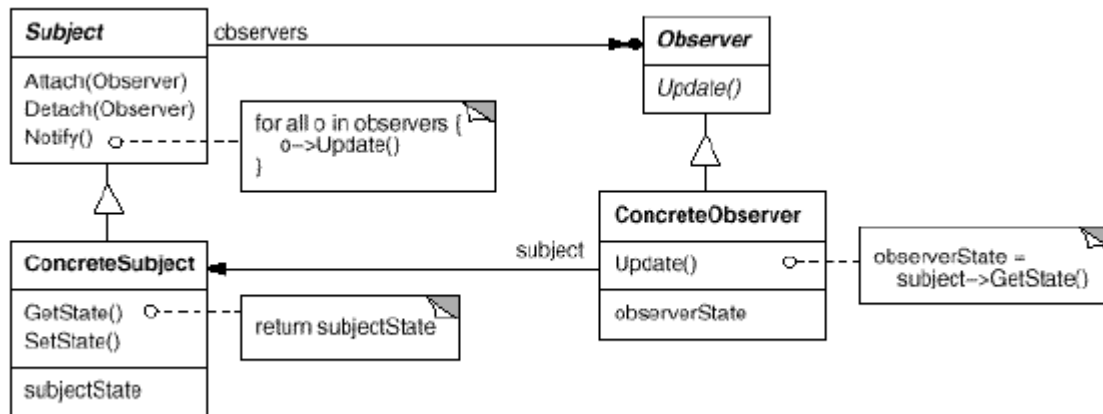 Subject
Attach(Observer)
Detach(Observer)
Notify()
observers
Observer
Update()
for all o in observers {
o->Update()
}
ConcreteSubject
GetState()
SetState()
subjectState
return subjectState
subject
ConcreteObserver
Update()
observerState
observerState =
subject->GetState()